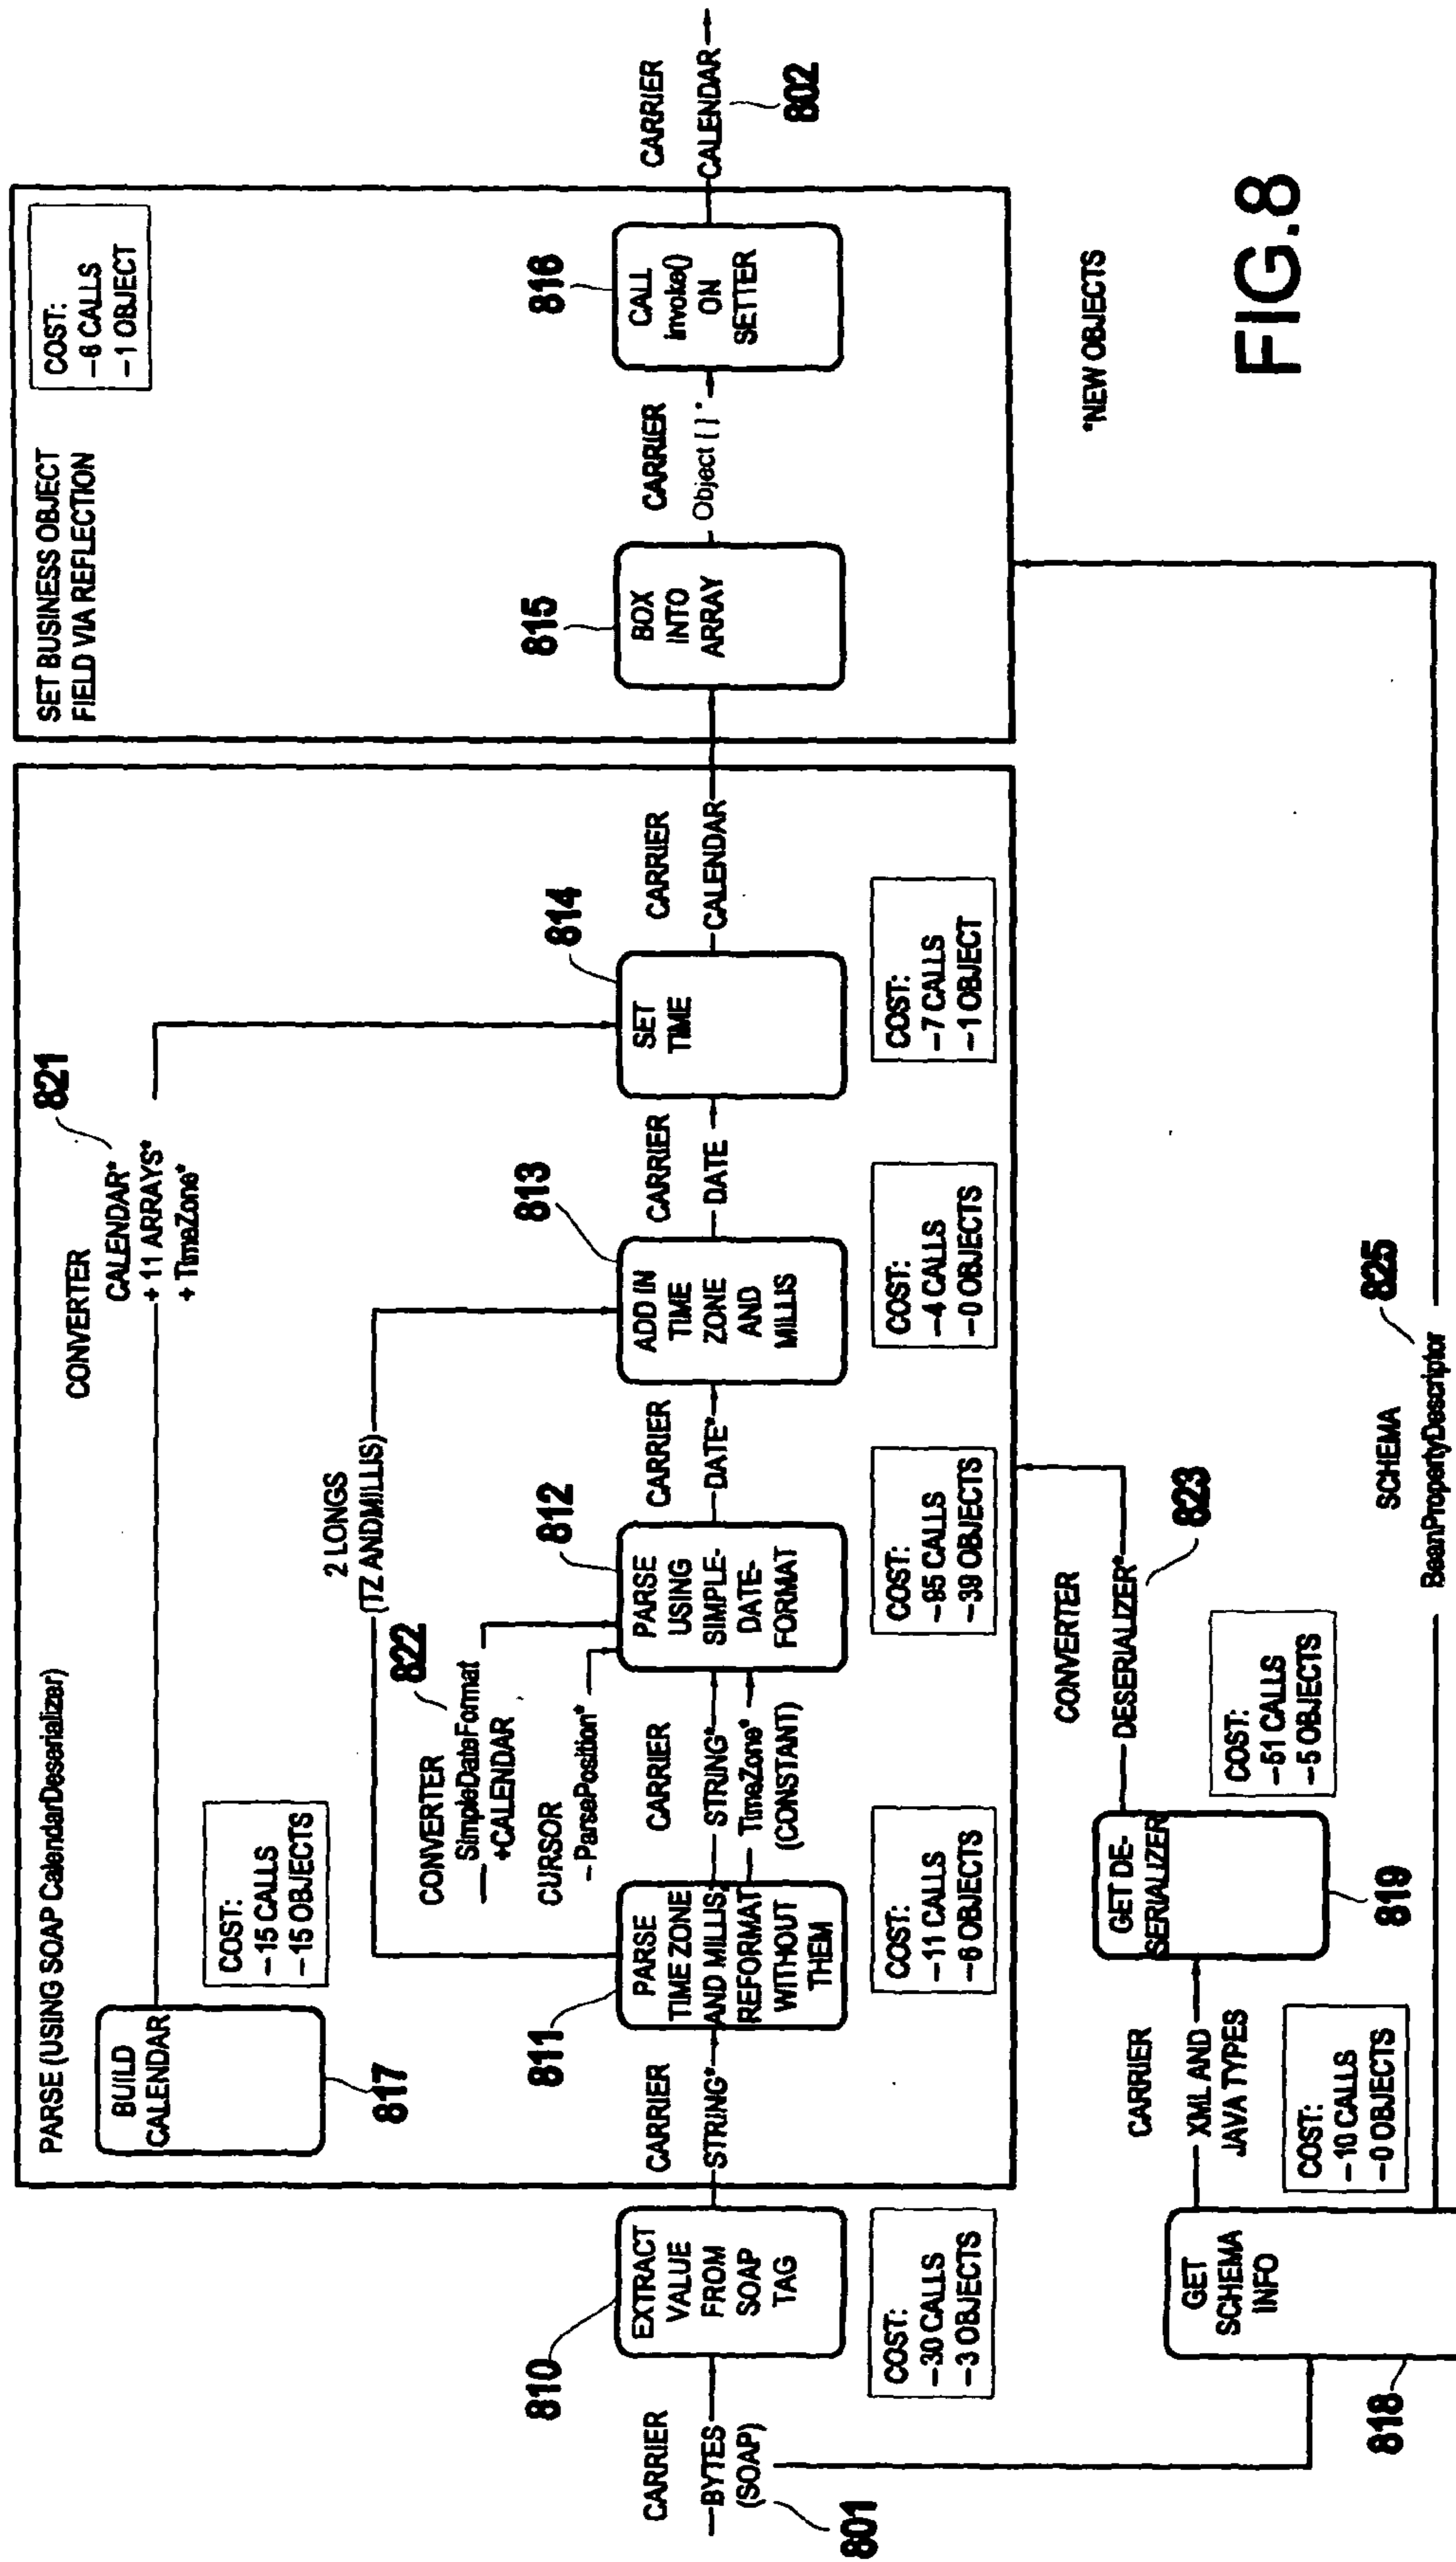 PARSE (USING SOAP CalendarDeserializer)
BUILD
CALENDAR
817
COST:
–15 CALLS
–15 OBJECTS
CONVERTER
CALENDAR*
+ 11 ARRAYS*
+ TimeZone*
821
2 LONGS
(TZ ANDMILLIS)
CONVERTER
SimpleDateFormat
+CALENDAR
822
CURSOR
–ParsePosition*
CARRIER
BYTES
(SOAP)
801
810
EXTRACT
VALUE
FROM
SOAP
TAG
COST:
–30 CALLS
–3 OBJECTS
CARRIER
STRING*
811
PARSE
TIME ZONE
AND MILLIS,
REFORMAT
WITHOUT
THEM
COST:
–11 CALLS
–6 OBJECTS
CARRIER
STRING*
TimeZone*
(CONSTANT)
812
PARSE
USING
SIMPLE-
DATE-
FORMAT
COST:
–95 CALLS
–39 OBJECTS
CARRIER
DATE*
813
ADD IN
TIME
ZONE
AND
MILLIS
COST:
–4 CALLS
–0 OBJECTS
CARRIER
DATE
814
SET
TIME
COST:
–7 CALLS
–1 OBJECT
CARRIER
CALENDAR
SET BUSINESS OBJECT
FIELD VIA REFLECTION
COST:
–6 CALLS
–1 OBJECT
815
BOX
INTO
ARRAY
CARRIER
Object [ ] *
816
CALL
invoke()
ON
SETTER
CARRIER
CALENDAR
802
GET
SCHEMA
INFO
818
COST:
–10 CALLS
–0 OBJECTS
CARRIER
XML AND
JAVA TYPES
GET DE-
SERIALIZER
819
COST:
–51 CALLS
–5 OBJECTS
CONVERTER
DESERIALIZER*
823
SCHEMA
BeanPropertyDescriptor
825
*NEW OBJECTS
FIG.8